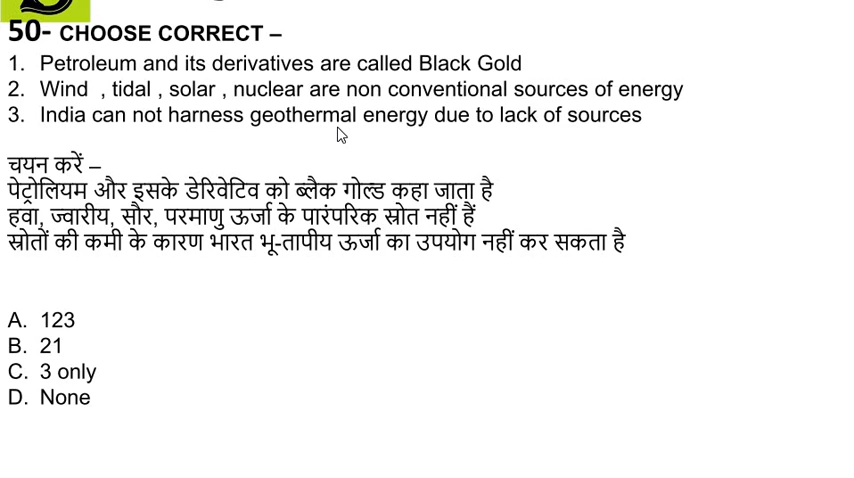 50- CHOOSE CORRECT –
1. Petroleum and its derivatives are called Black Gold
2. Wind , tidal , solar , nuclear are non conventional sources of energy
3. India can not harness geothermal energy due to lack of sources
चयन करें –
पेट्रोलियम और इसके डेरिवेटिव को ब्लैक गोल्ड कहा जाता है
हवा, ज्वारीय, सौर, परमाणु ऊर्जा के पारंपरिक स्रोत नहीं हैं
स्रोतों की कमी के कारण भारत भू-तापीय ऊर्जा का उपयोग नहीं कर सकता है
A. 123
B. 21
C. 3 only
D. None